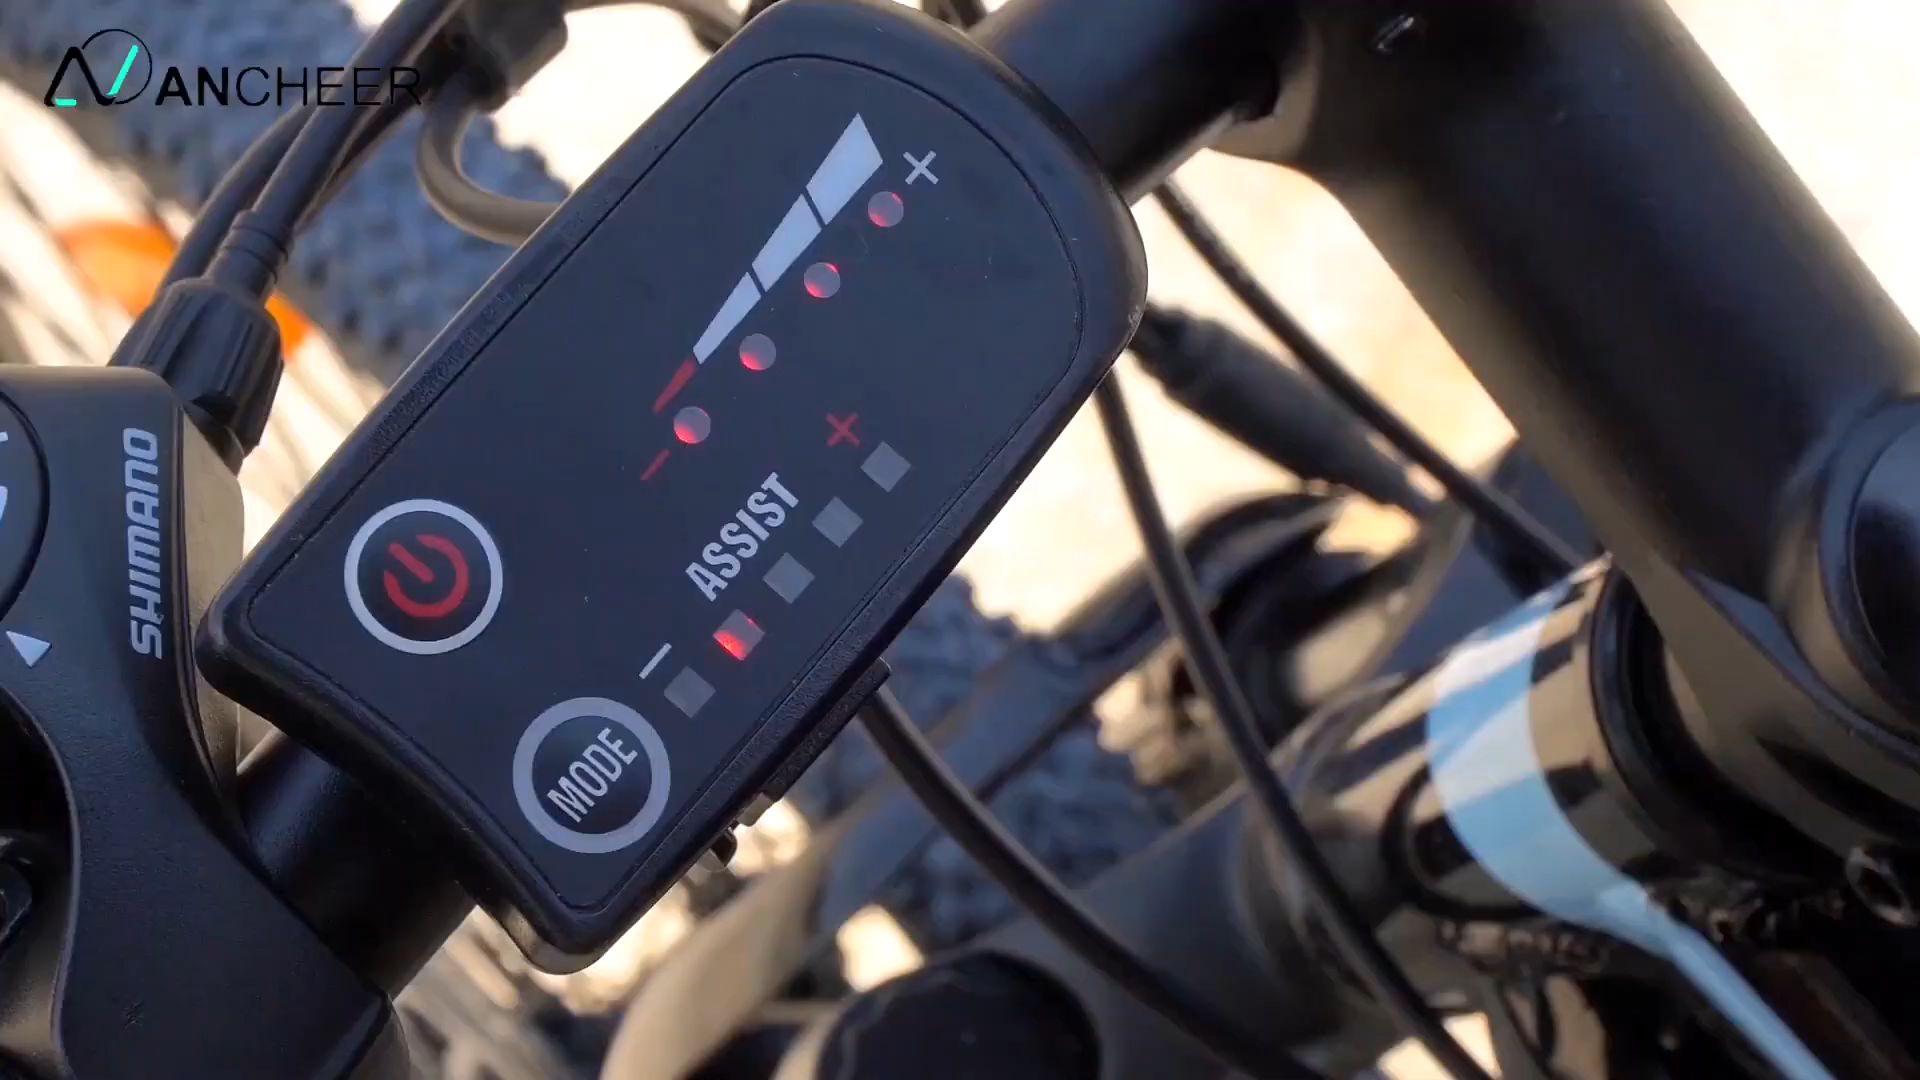 ANCHEER
SHIMANO
+
-
ASSIST
+
-
MODE